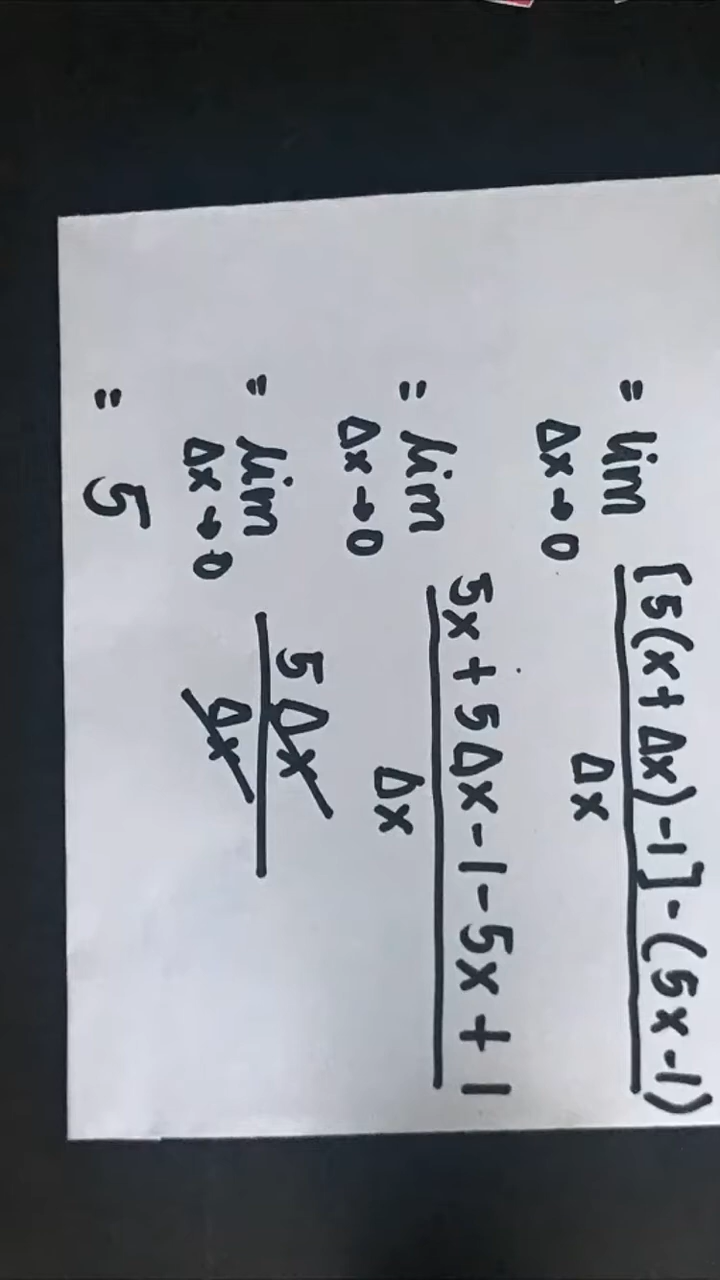 = lim Δx→0 [5(x+Δx)-1]-(5x-1) / Δx
= lim Δx→0 5x+5Δx-1-5x+1 / Δx
= lim Δx→0 5Δx / Δx
= 5